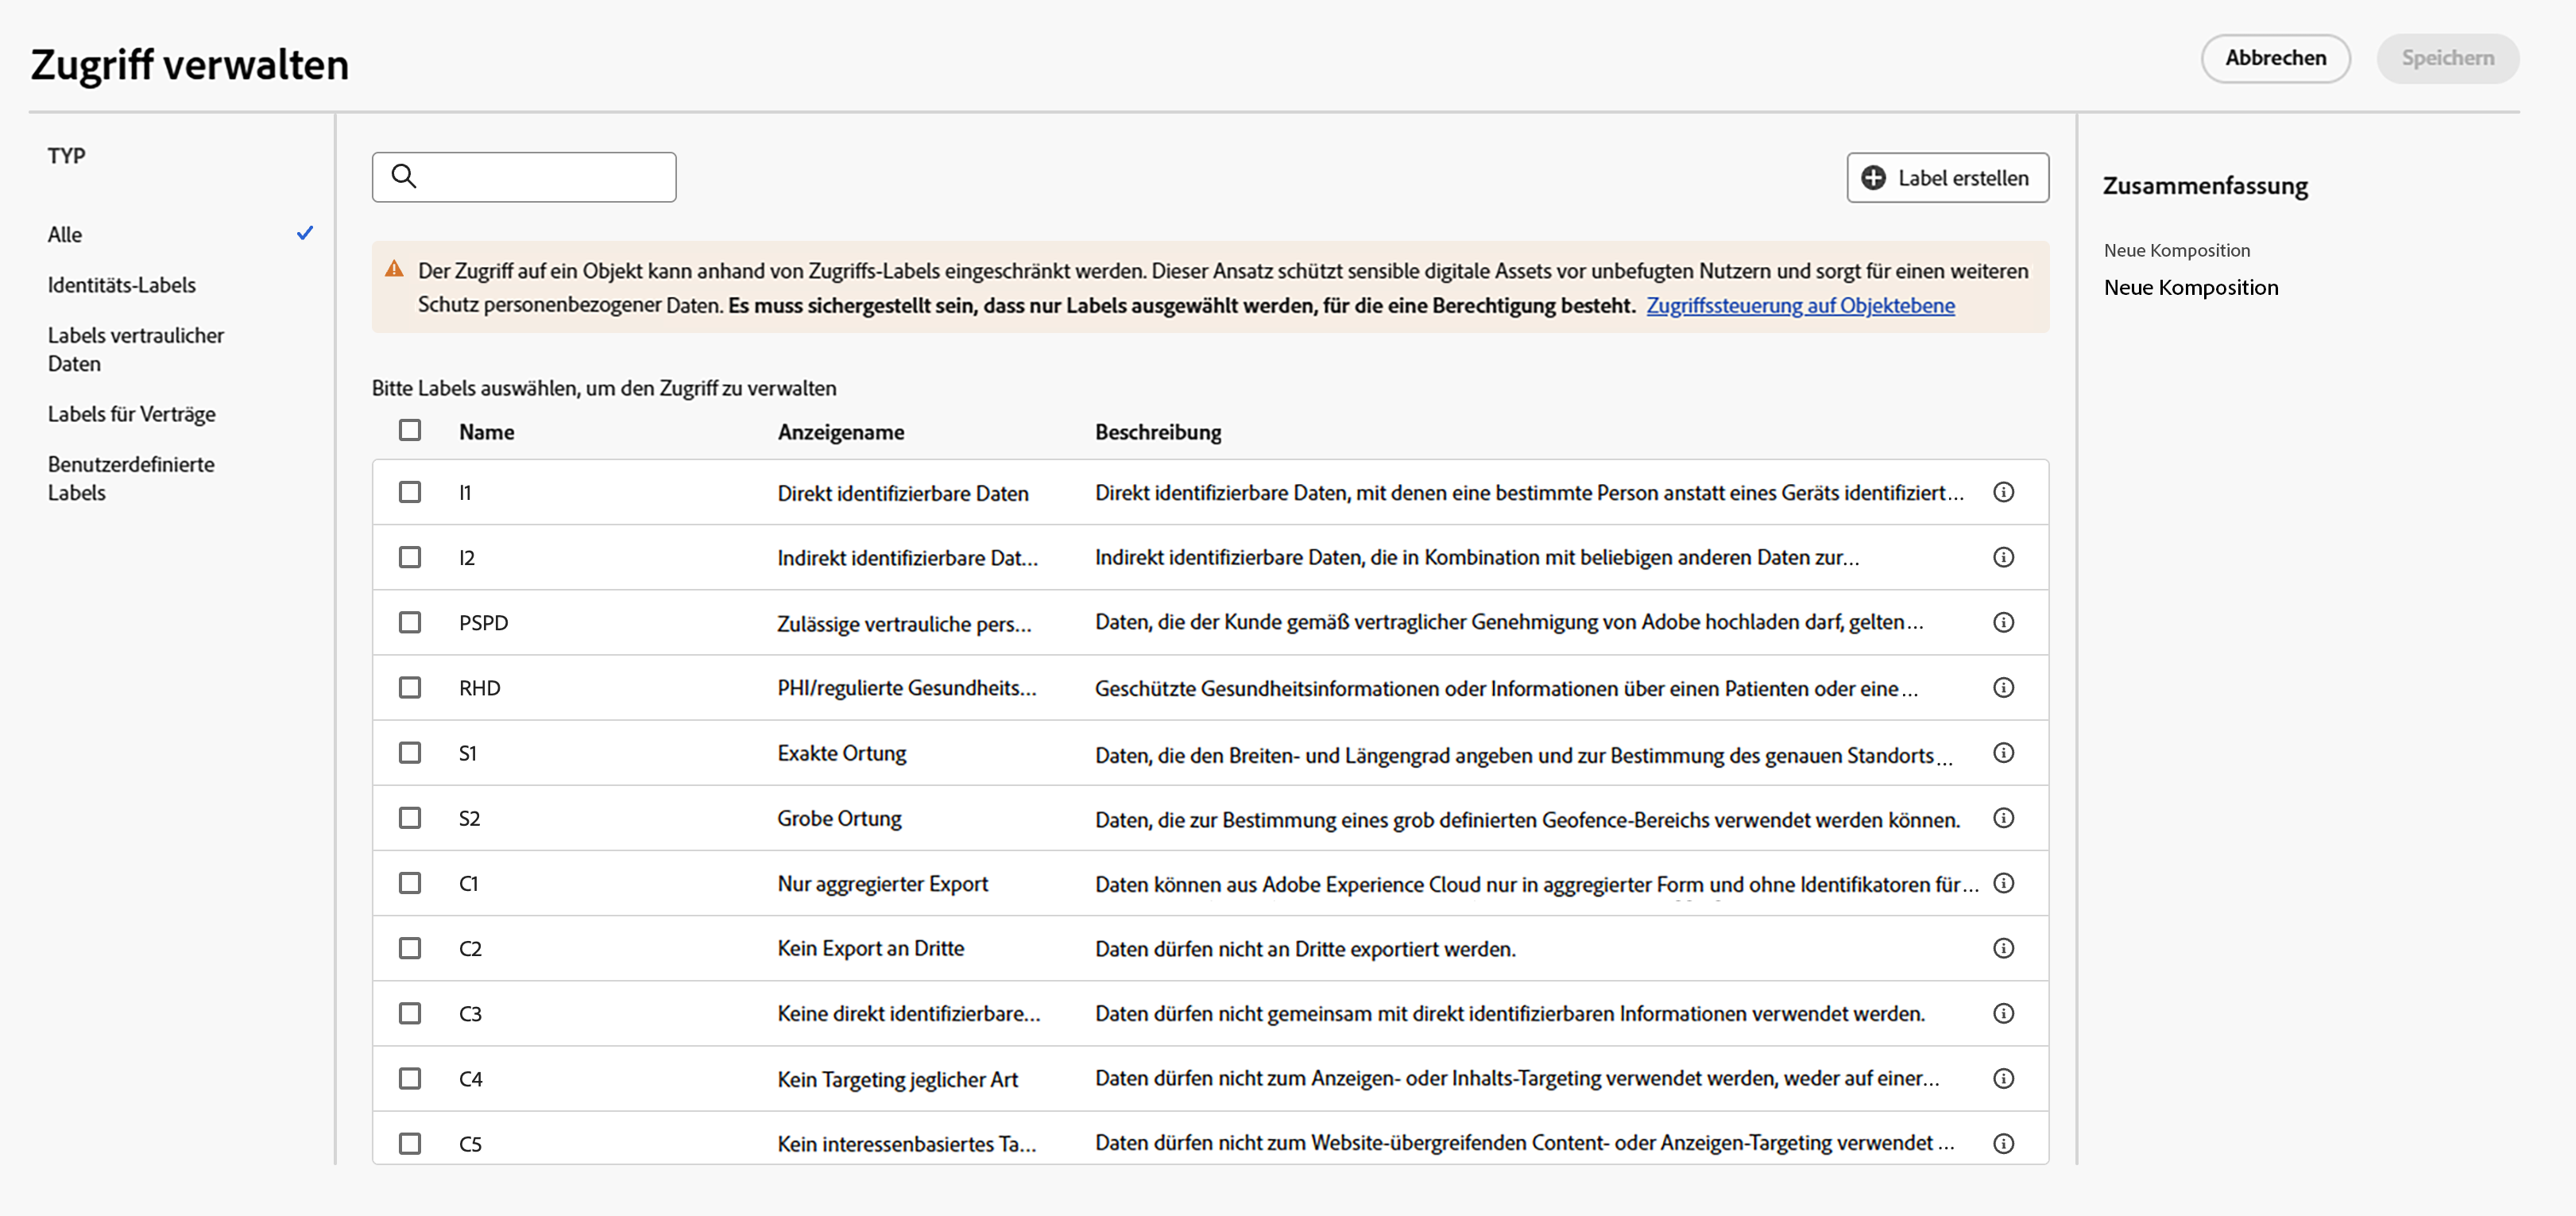 Zugriff verwalten
Abbrechen
Speichern
TYP
Alle
Identitäts-Labels
Labels vertraulicher
Daten
Labels für Verträge
Benutzerdefinierte
Labels
Label erstellen
Der Zugriff auf ein Objekt kann anhand von Zugriffs-Labels eingeschränkt werden. Dieser Ansatz schützt sensible digitale Assets vor unbefugten Nutzern und sorgt für einen weiteren
Schutz personenbezogener Daten. Es muss sichergestellt sein, dass nur Labels ausgewählt werden, für die eine Berechtigung besteht. Zugriffssteuerung auf Objektebene
Bitte Labels auswählen, um den Zugriff zu verwalten
Name Anzeigename Beschreibung
I1 Direkt identifizierbare Daten Direkt identifizierbare Daten, mit denen eine bestimmte Person anstatt eines Geräts identifiziert...
I2 Indirekt identifizierbare Dat... Indirekt identifizierbare Daten, die in Kombination mit beliebigen anderen Daten zur...
PSPD Zulässige vertrauliche pers... Daten, die der Kunde gemäß vertraglicher Genehmigung von Adobe hochladen darf, gelten...
RHD PHI/regulierte Gesundheits... Geschützte Gesundheitsinformationen oder Informationen über einen Patienten oder eine...
S1 Exakte Ortung Daten, die den Breiten- und Längengrad angeben und zur Bestimmung des genauen Standorts...
S2 Grobe Ortung Daten, die zur Bestimmung eines grob definierten Geofence-Bereichs verwendet werden können.
C1 Nur aggregierter Export Daten können aus Adobe Experience Cloud nur in aggregierter Form und ohne Identifikatoren für...
C2 Kein Export an Dritte Daten dürfen nicht an Dritte exportiert werden.
C3 Keine direkt identifizierbare... Daten dürfen nicht gemeinsam mit direkt identifizierbaren Informationen verwendet werden.
C4 Kein Targeting jeglicher Art Daten dürfen nicht zum Anzeigen- oder Inhalts-Targeting verwendet werden, weder auf einer...
C5 Kein interessenbasiertes Ta... Daten dürfen nicht zum Website-übergreifenden Content- oder Anzeigen-Targeting verwendet ...
Zusammenfassung
Neue Komposition
Neue Komposition